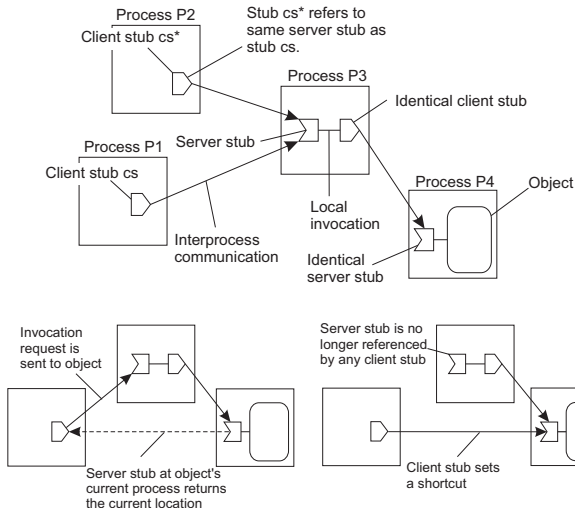 Process P2
Client stub cs*
Stub cs* refers to
same server stub as
stub cs.
Process P3
Identical client stub
Server stub
Process P1
Client stub cs
Process P4
Object
Local
invocation
Interprocess
communication
Identical
server stub
Invocation
request is
sent to object
Server stub at object's
current process returns
the current location
Server stub is no
longer referenced
by any client stub
Client stub sets
a shortcut